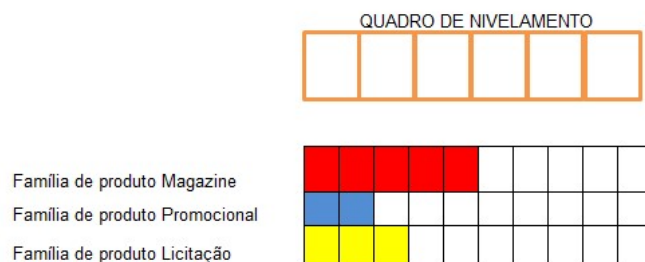 QUADRO DE NIVELAMENTO
Família de produto Magazine
Família de produto Promocional
Família de produto Licitação